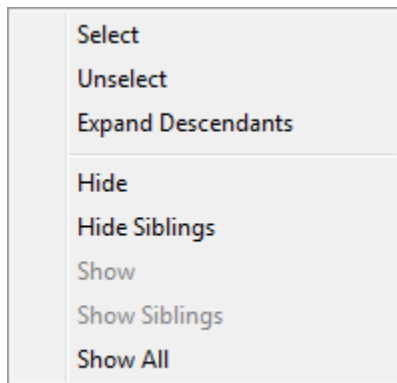 Select
Unselect
Expand Descendants
Hide
Hide Siblings
Show
Show Siblings
Show All